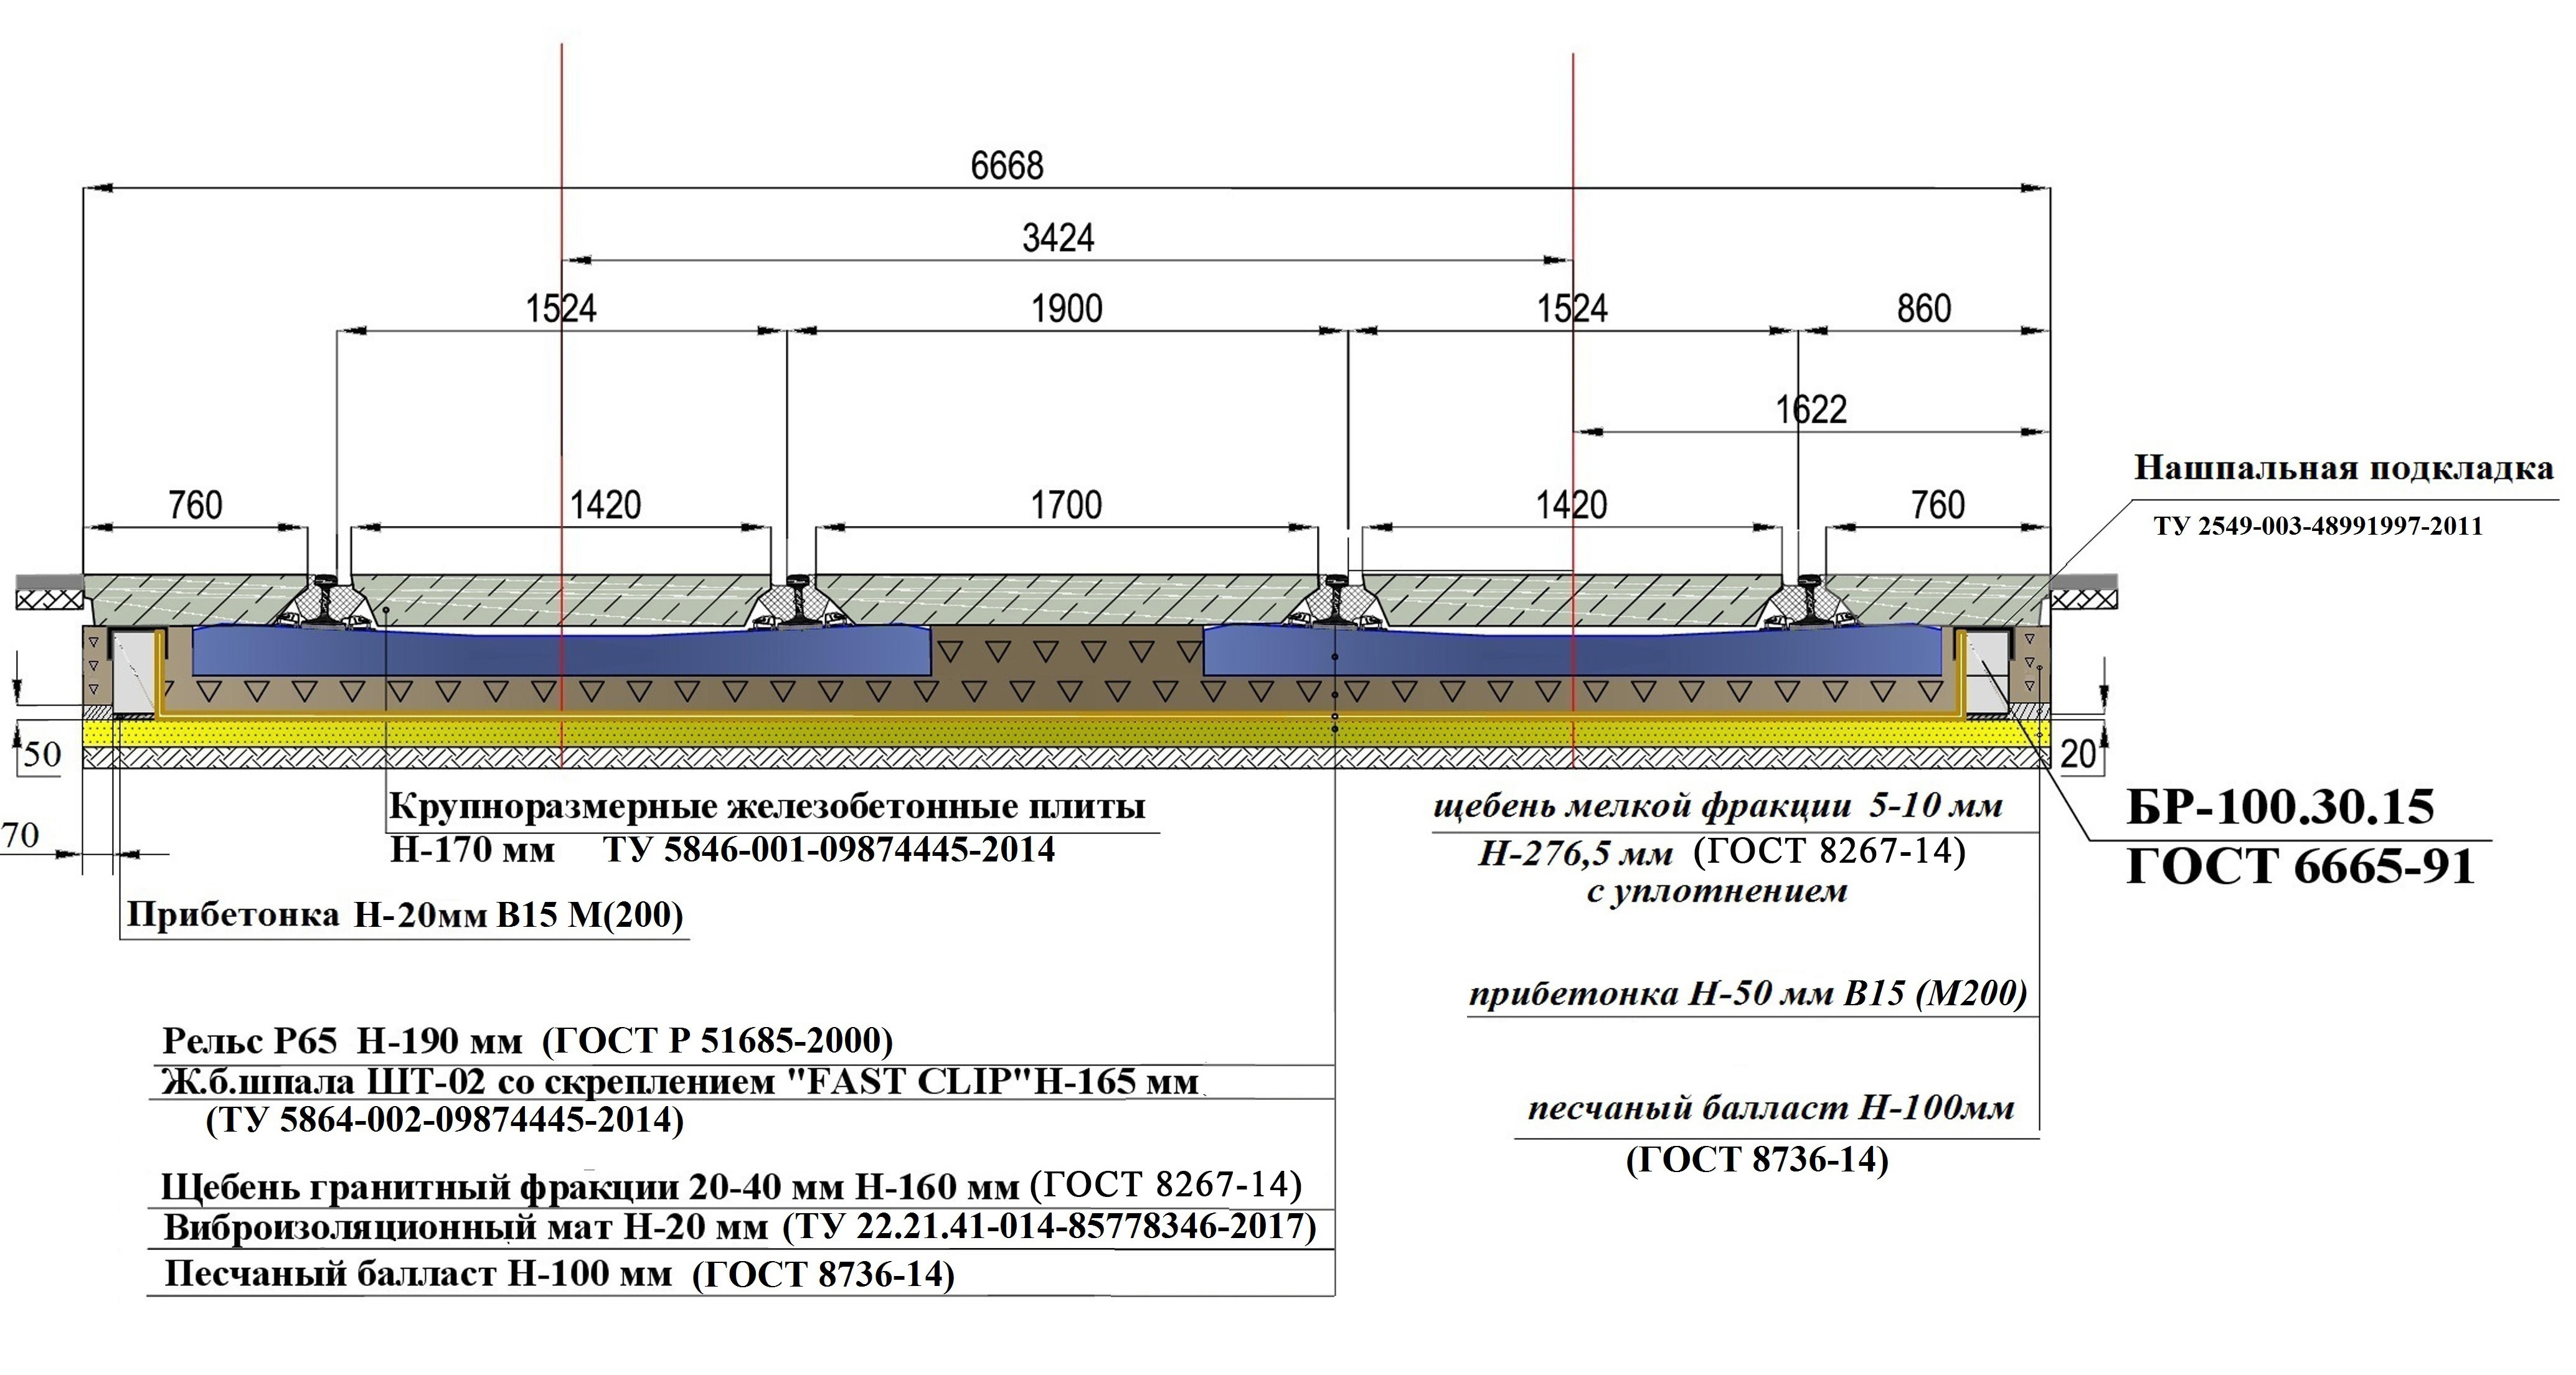 6668
3424
1524
1900
1524
860
1622
760
1420
1700
1420
760
Нашпальная подкладка
ТУ 2549-003-48991997-2011
50
20
70
Крупноразмерные железобетонные плиты
Н-170 мм ТУ 5846-001-09874445-2014
щебень мелкой фракции 5-10 мм
Н-276,5 мм (ГОСТ 8267-14)
с уплотнением
БР-100.30.15
ГОСТ 6665-91
Прибетонка Н-20мм В15 М(200)
прибетонка Н-50 мм В15 (М200)
Рельс Р65 Н-190 мм (ГОСТ Р 51685-2000)
Ж.б.шпала ШТ-02 со скреплением "FAST CLIP"Н-165 мм
(ТУ 5864-002-09874445-2014)
песчаный балласт Н-100мм
(ГОСТ 8736-14)
Щебень гранитный фракции 20-40 мм Н-160 мм (ГОСТ 8267-14)
Виброизоляционный мат Н-20 мм (ТУ 22.21.41-014-85778346-2017)
Песчаный балласт Н-100 мм (ГОСТ 8736-14)